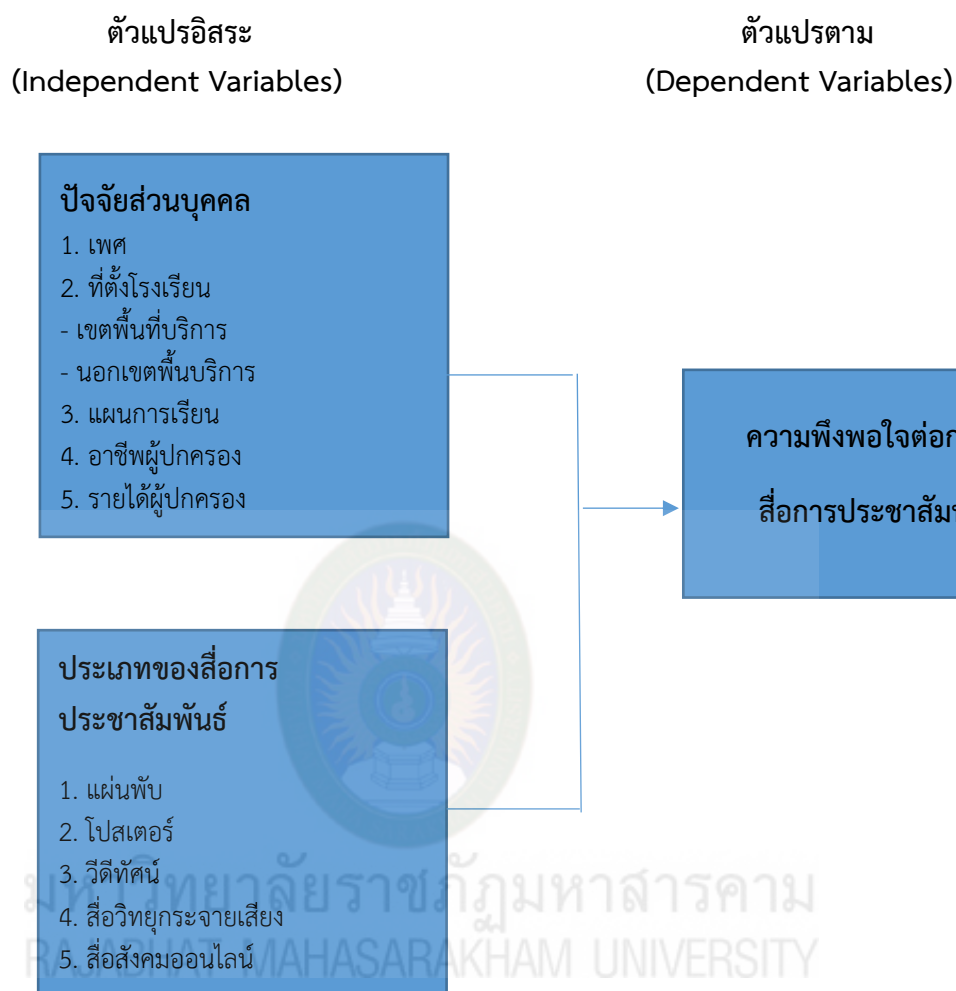 ตัวแปรอิสระ
(Independent Variables)
ตัวแปรตาม
(Dependent Variables)
ปัจจัยส่วนบุคคล
1. เพศ
2. ที่ตั้งโรงเรียน
- เขตพื้นที่บริการ
- นอกเขตพื้นบริการ
3. แผนการเรียน
4. อาชีพผู้ปกครอง
5. รายได้ผู้ปกครอง
ความพึงพอใจต่อ
สื่อการ
ประเภทของสื่อการ
ประชาสัมพันธ์
1. แผ่นพับ
2. โปสเตอร์
3. วีดีทัศน์
4. สื่อวิทยุกระจายเสียง
5. สื่อสังคมออนไลน์
มหาวิทยาลัยราชภัฏมหาสารคาม
RAJABHAT MAHASARAKHAM UNIVERSITY